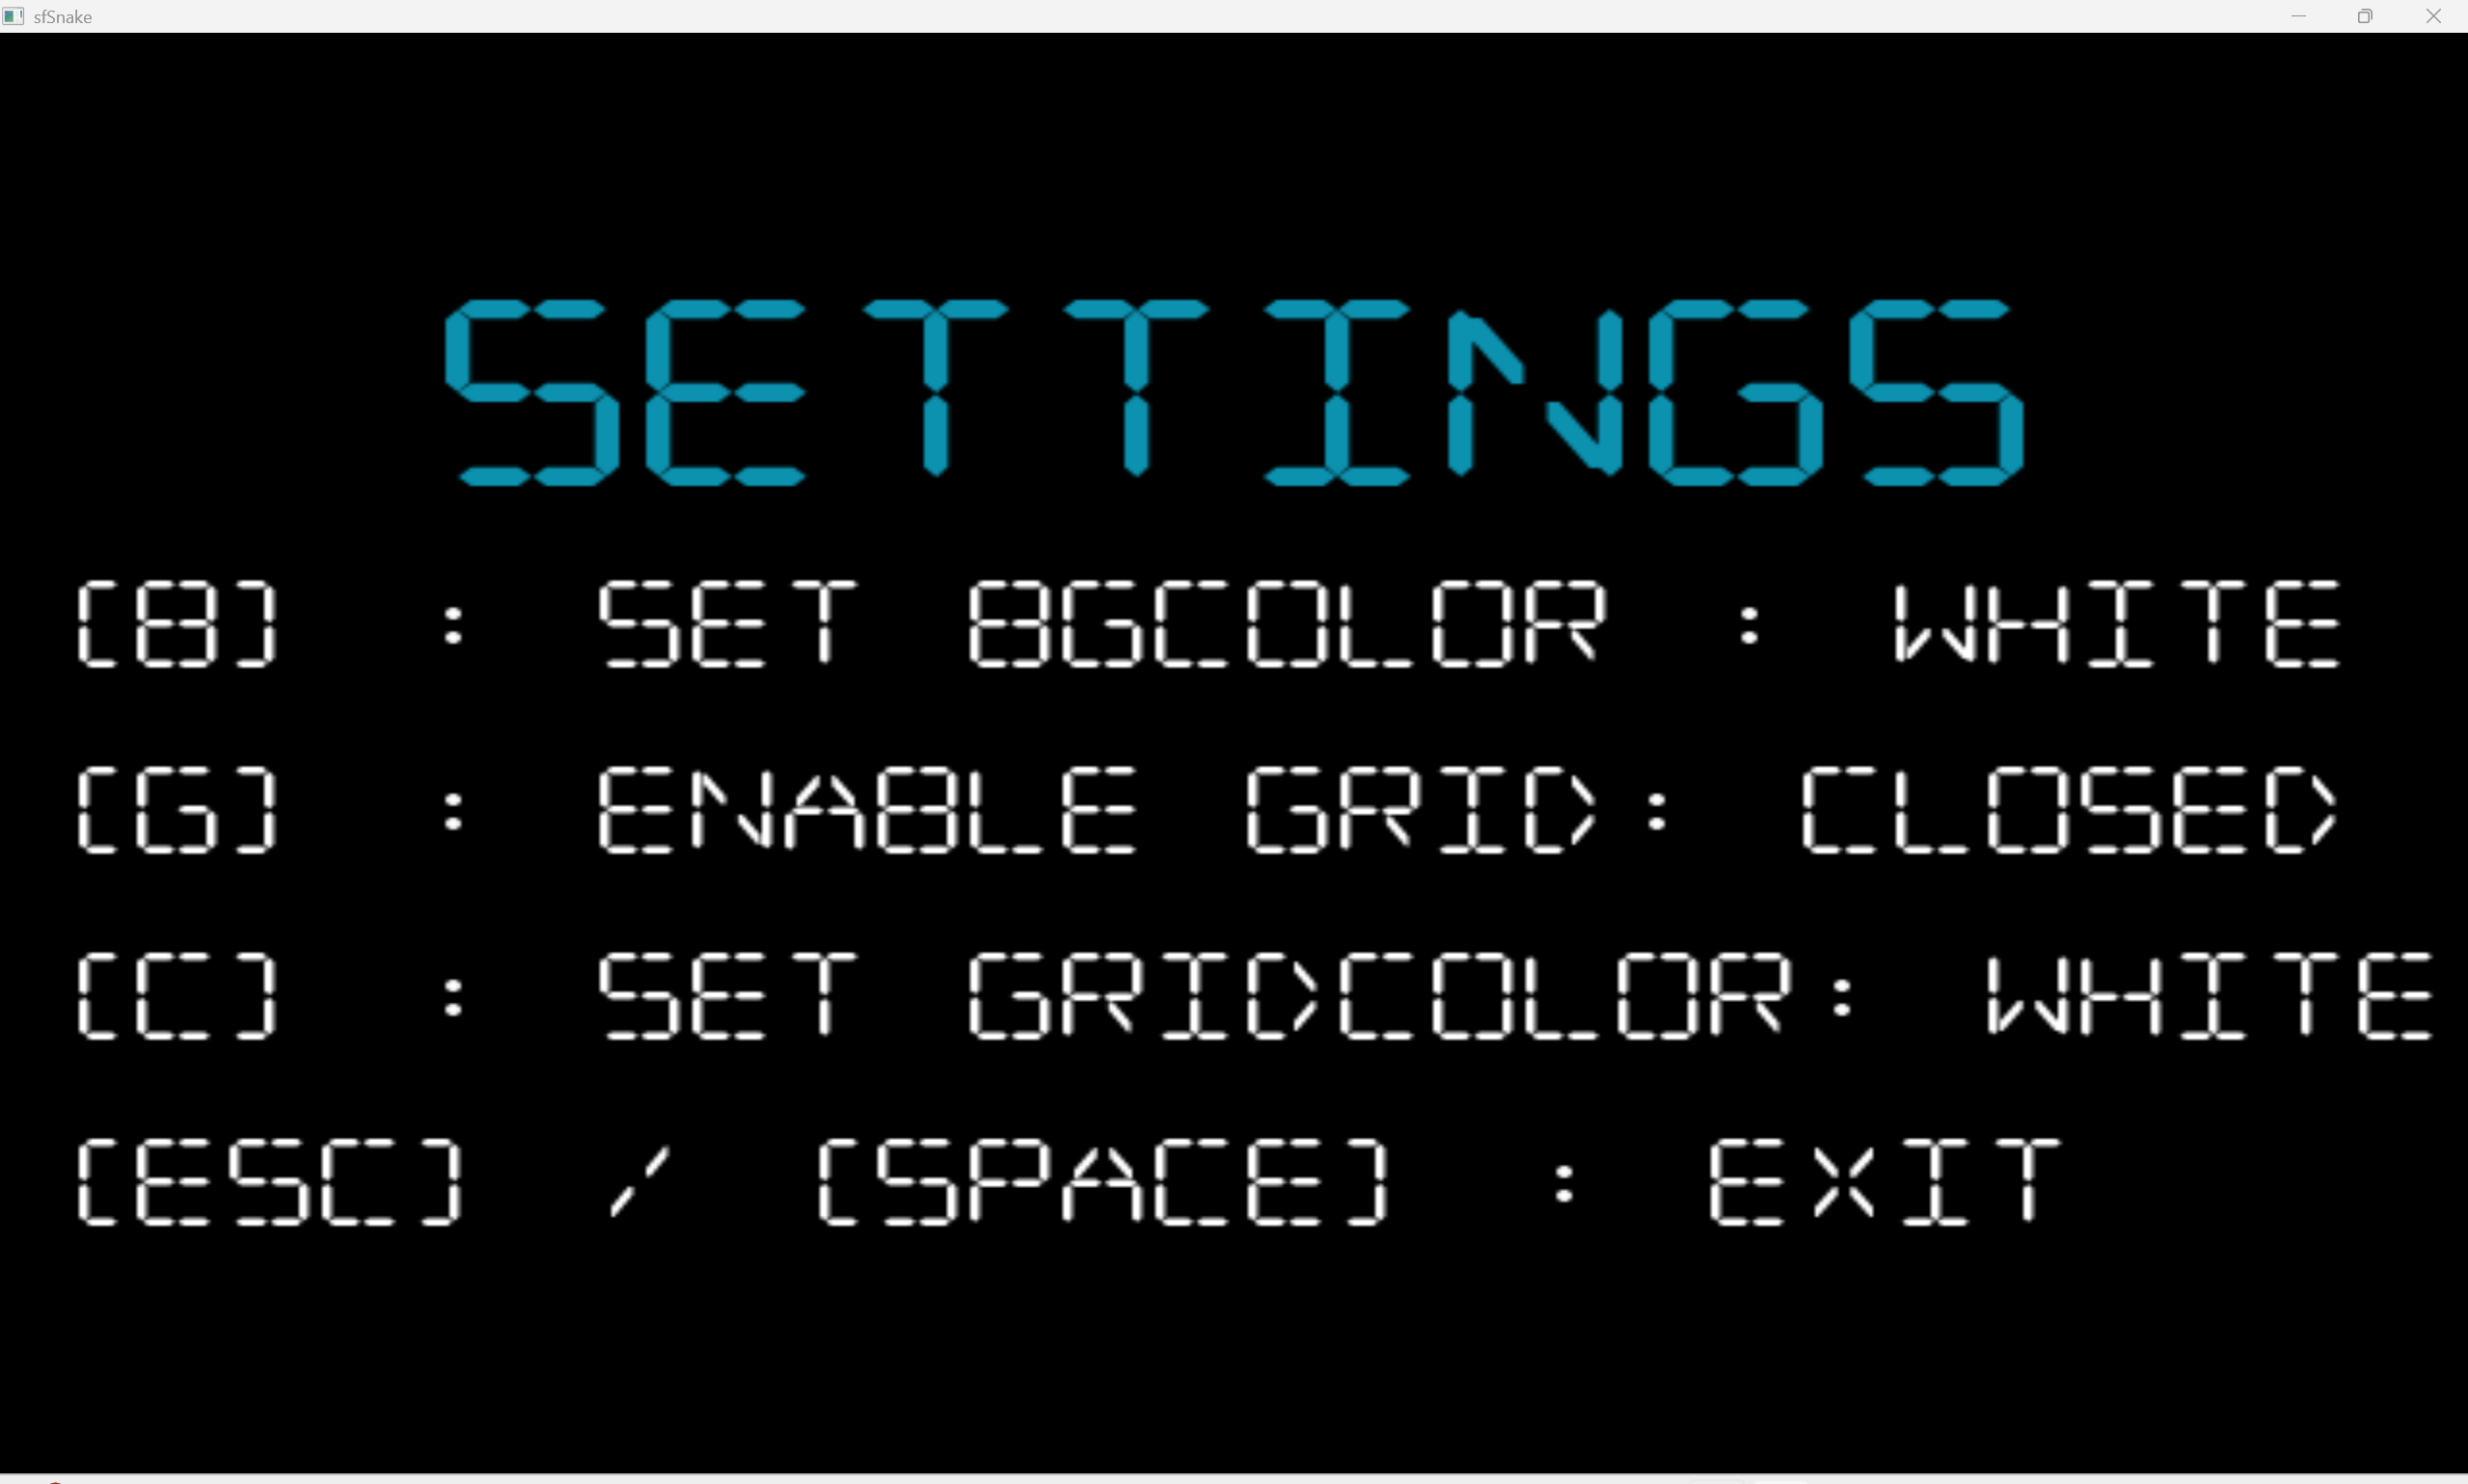 sfSnake
SETTINGS
[B] : SET BGCOLOR : WHITE
[G] : ENABLE GRID: CLOSED
[C] : SET GRIDCOLOR: WHITE
[ESC] / [SPACE] : EXIT